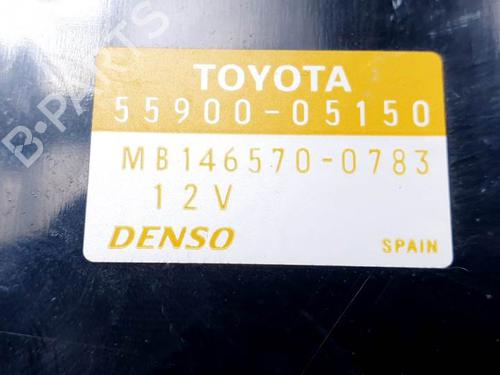 B-PARTS
TOYOTA
55900-05150
MB146570-0783
12V
DENSO
SPAIN